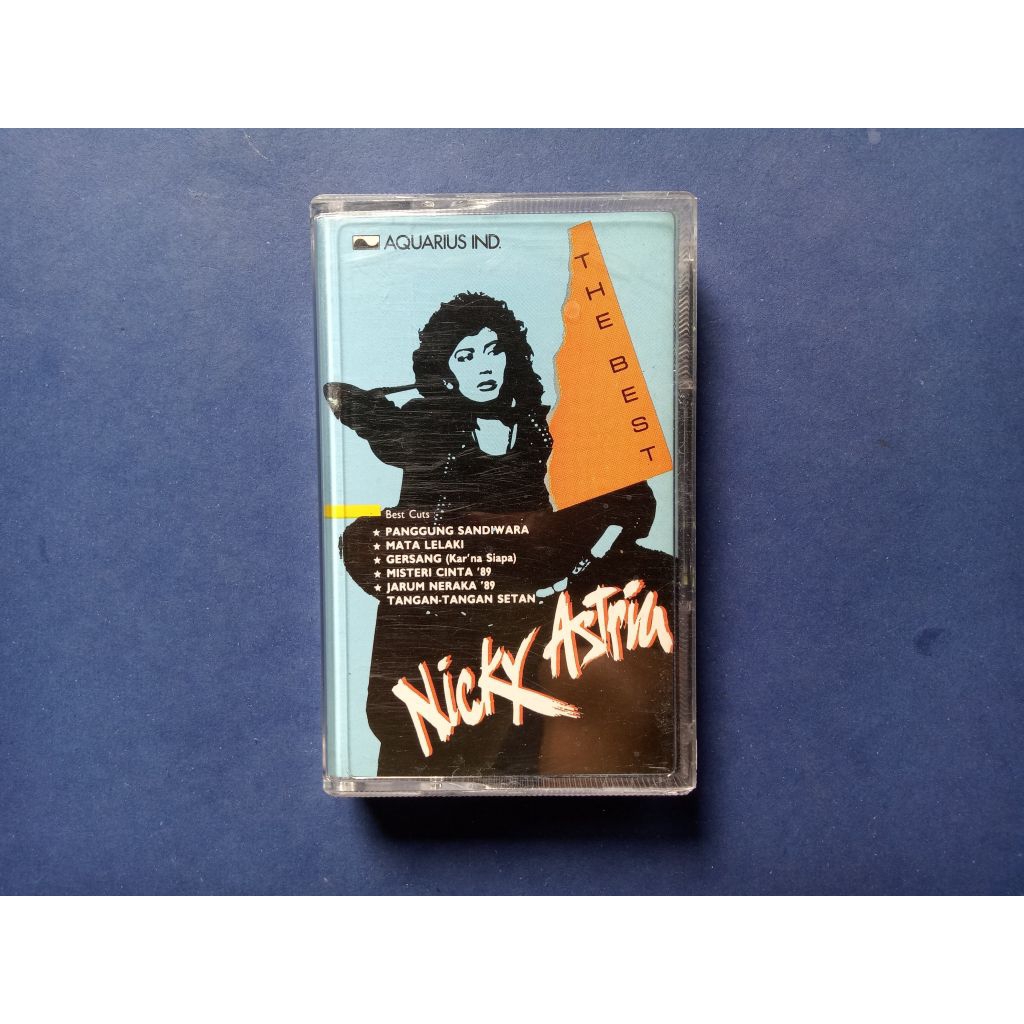 AQUARIUS IND.
THE BEST
Best Cuts :
★ PANGGUNG SANDIWARA
★ MATA LELAKI
★ GERSANG (Kar'na Siapa)
★ MISTERI CINTA '89
★ JARUM NERAKA '89
TANGAN-TANGAN SETAN
Nicky Astria